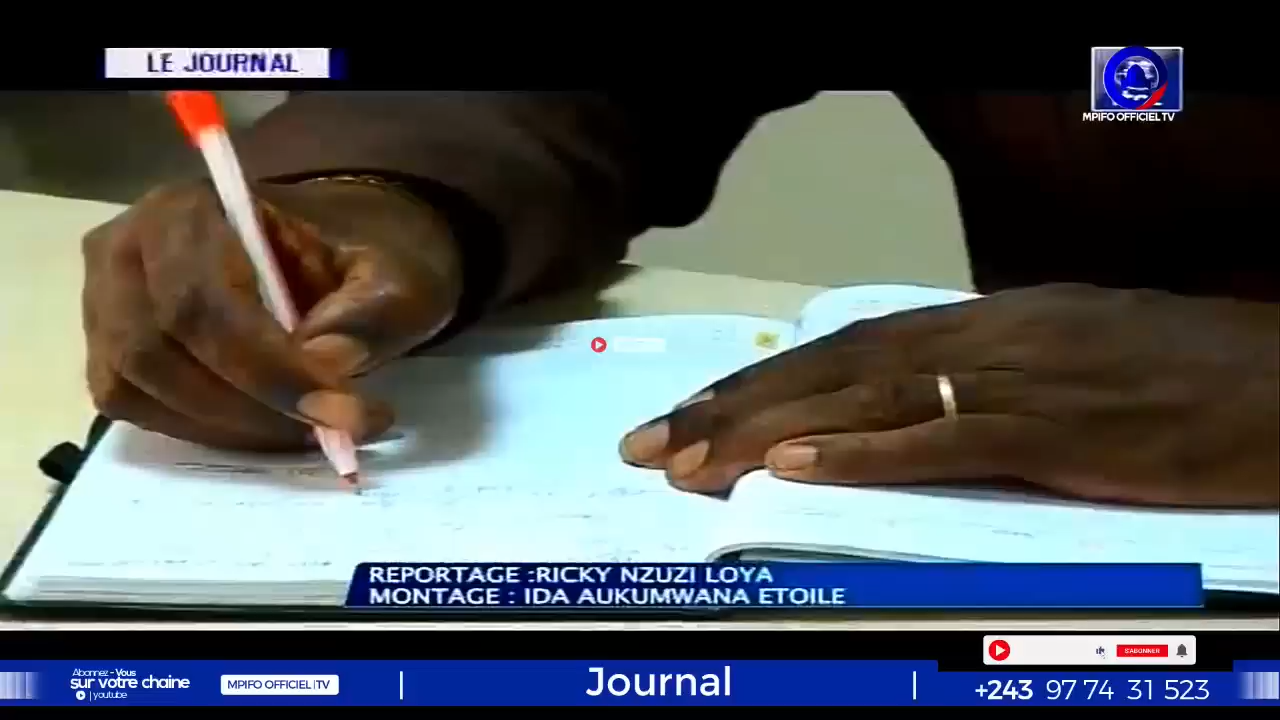 LE JOURNAL
MPIFO OFFICIEL TV
REPORTAGE :RICKY NZUZI LOYA
MONTAGE : IDA AUKUMWANA ETOILE
S'ABONNER
Abonnez - Vous
sur votre chaine
youtube
MPIFO OFFICIEL | TV
Journal
+243 97 74 31 523